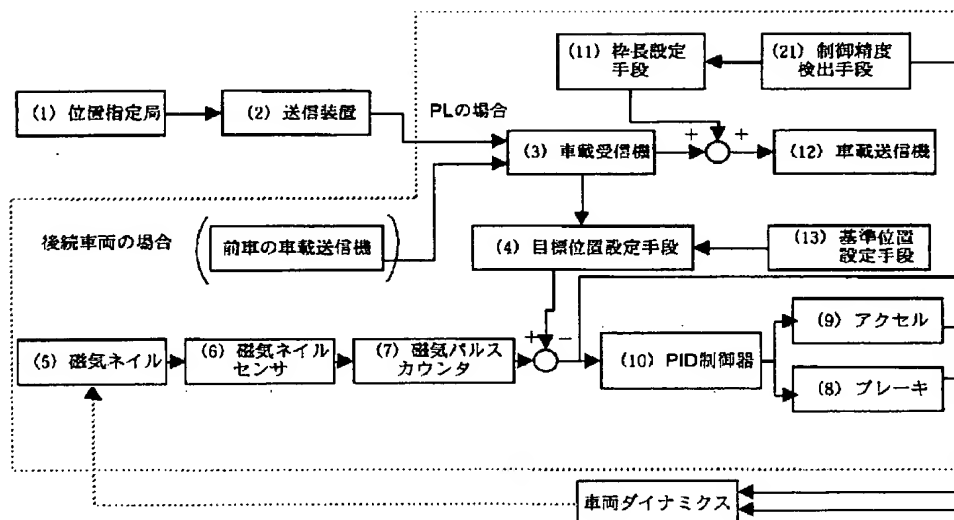 (11) 枠長設定
手段
(21) 制御精度
検出手段
(1) 位置指定局
(2) 送信装置
PLの場合
(3) 車載受信機
+
+
(12) 車載送信機
後続車両の場合
前車の車載送信機
(4) 目標位置設定手段
(13) 基準位置
設定手段
+
−
(5) 磁気ネイル
(6) 磁気ネイル
センサ
(7) 磁気パルス
カウンタ
(10) PID制御器
(9) アクセル
(8) ブレーキ
車両ダイナミクス